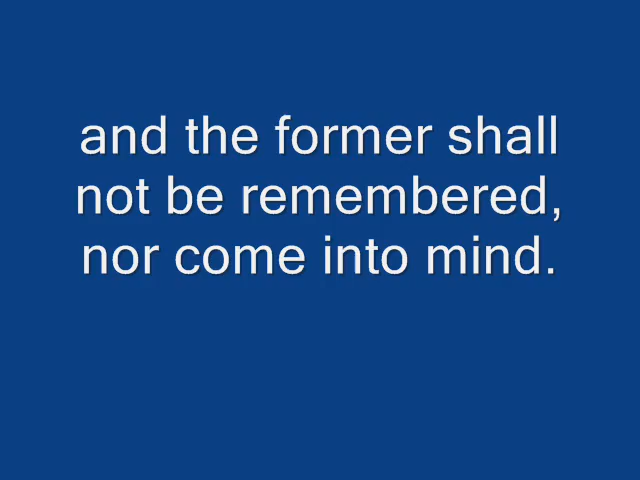 and the former shall
not be remembered,
nor come into mind.